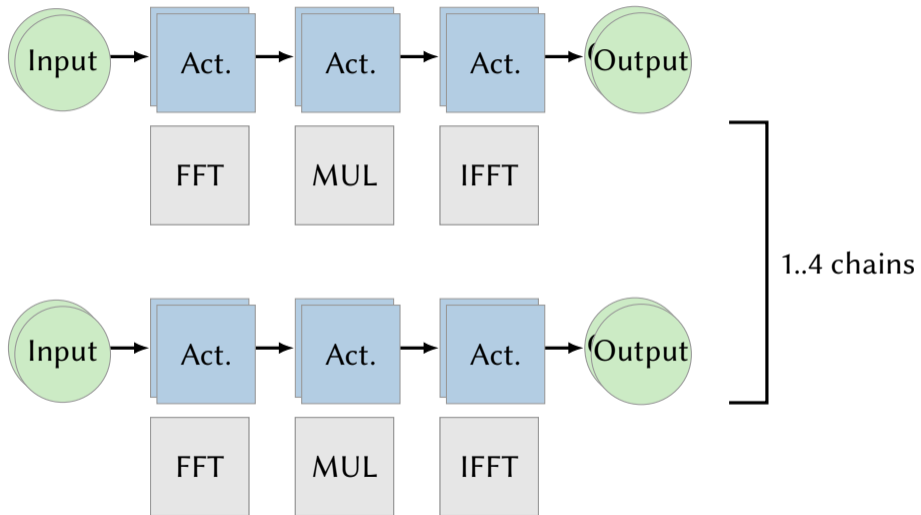 Input Act. Act. Act. Output
FFT MUL IFFT
1..4 chains
Input Act. Act. Act. Output
FFT MUL IFFT